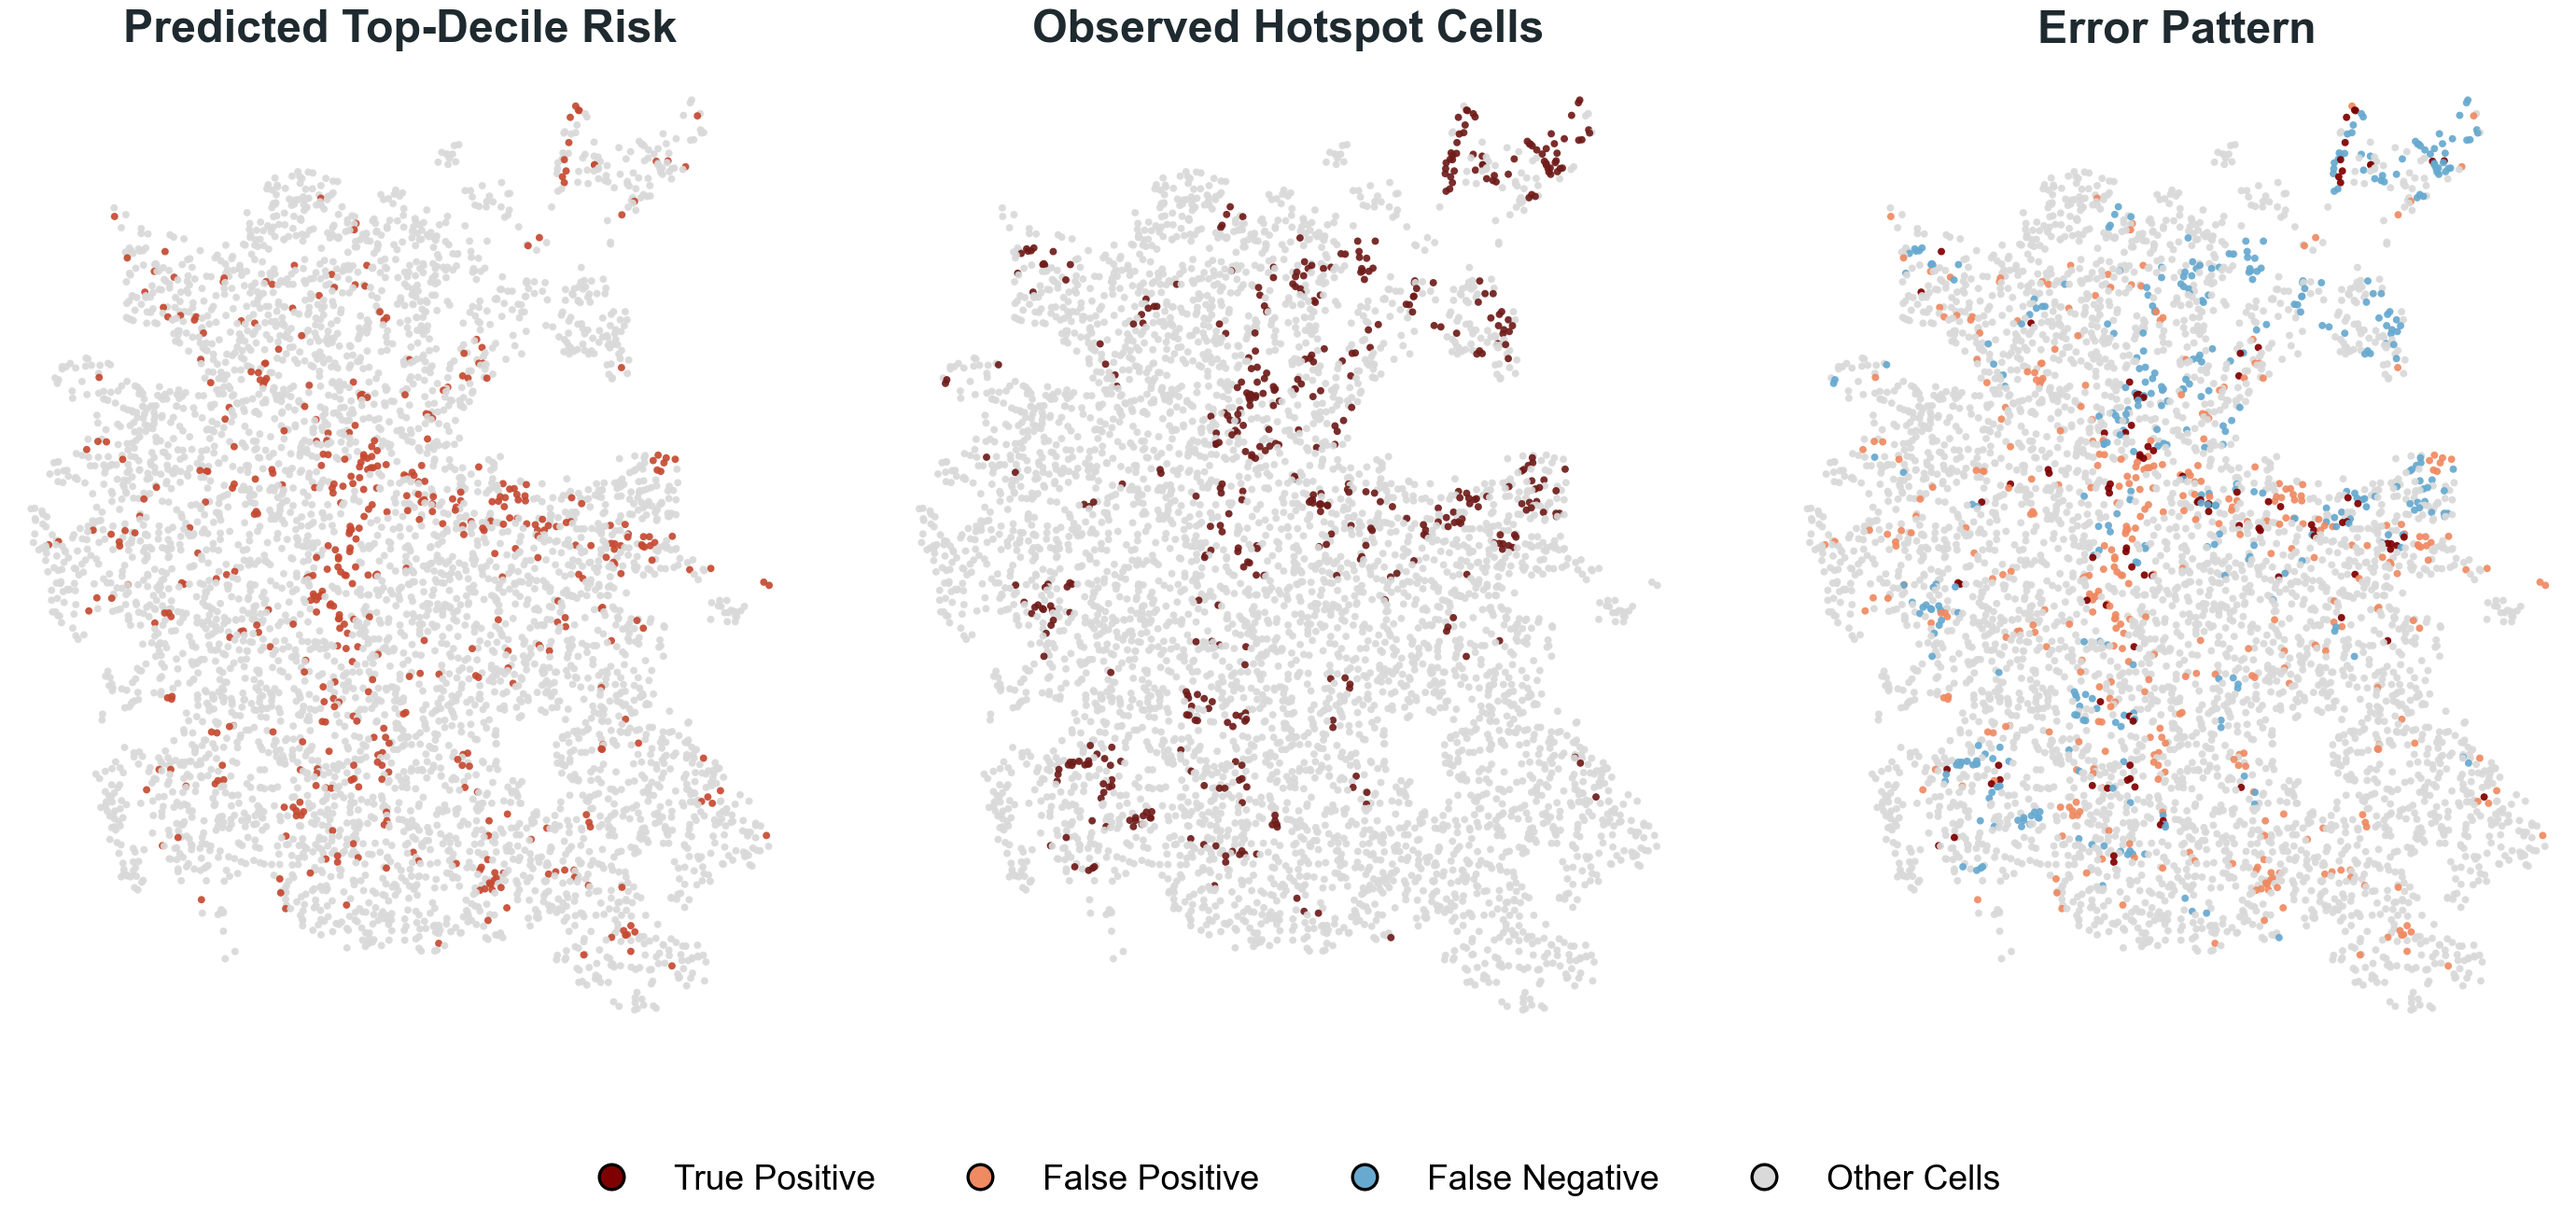 Predicted Top-Decile Risk
Observed Hotspot Cells
Error Pattern
True Positive
False Positive
False Negative
Other Cells